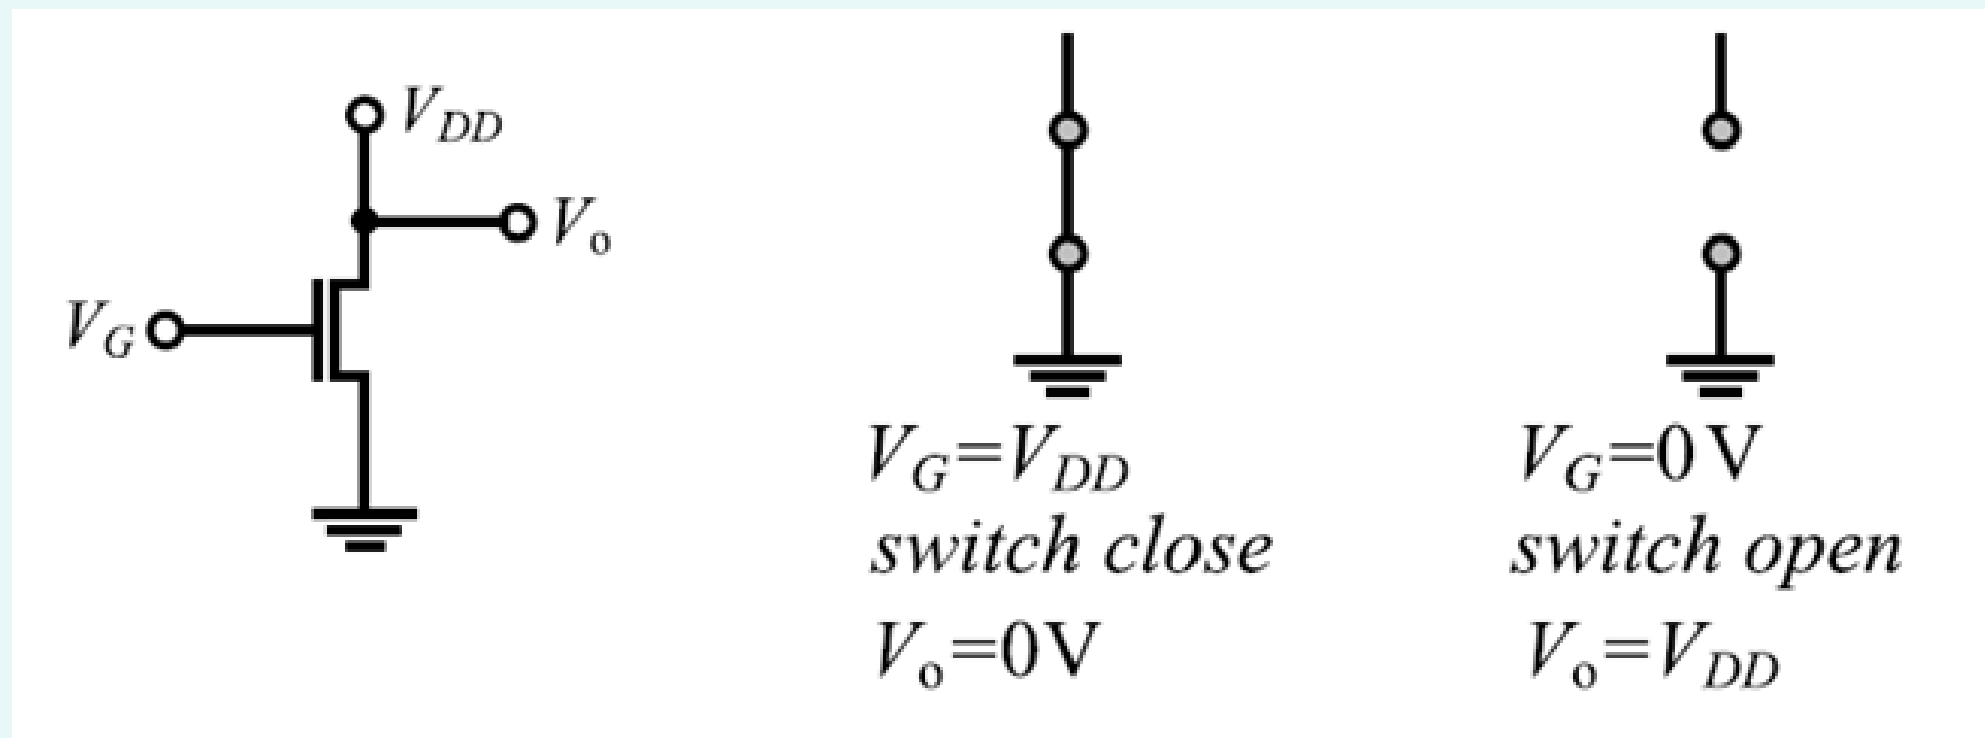 V_DD
V_o
V_G
V_G=V_DD
switch close
V_o=0V
V_G=0 V
switch open
V_o=V_DD